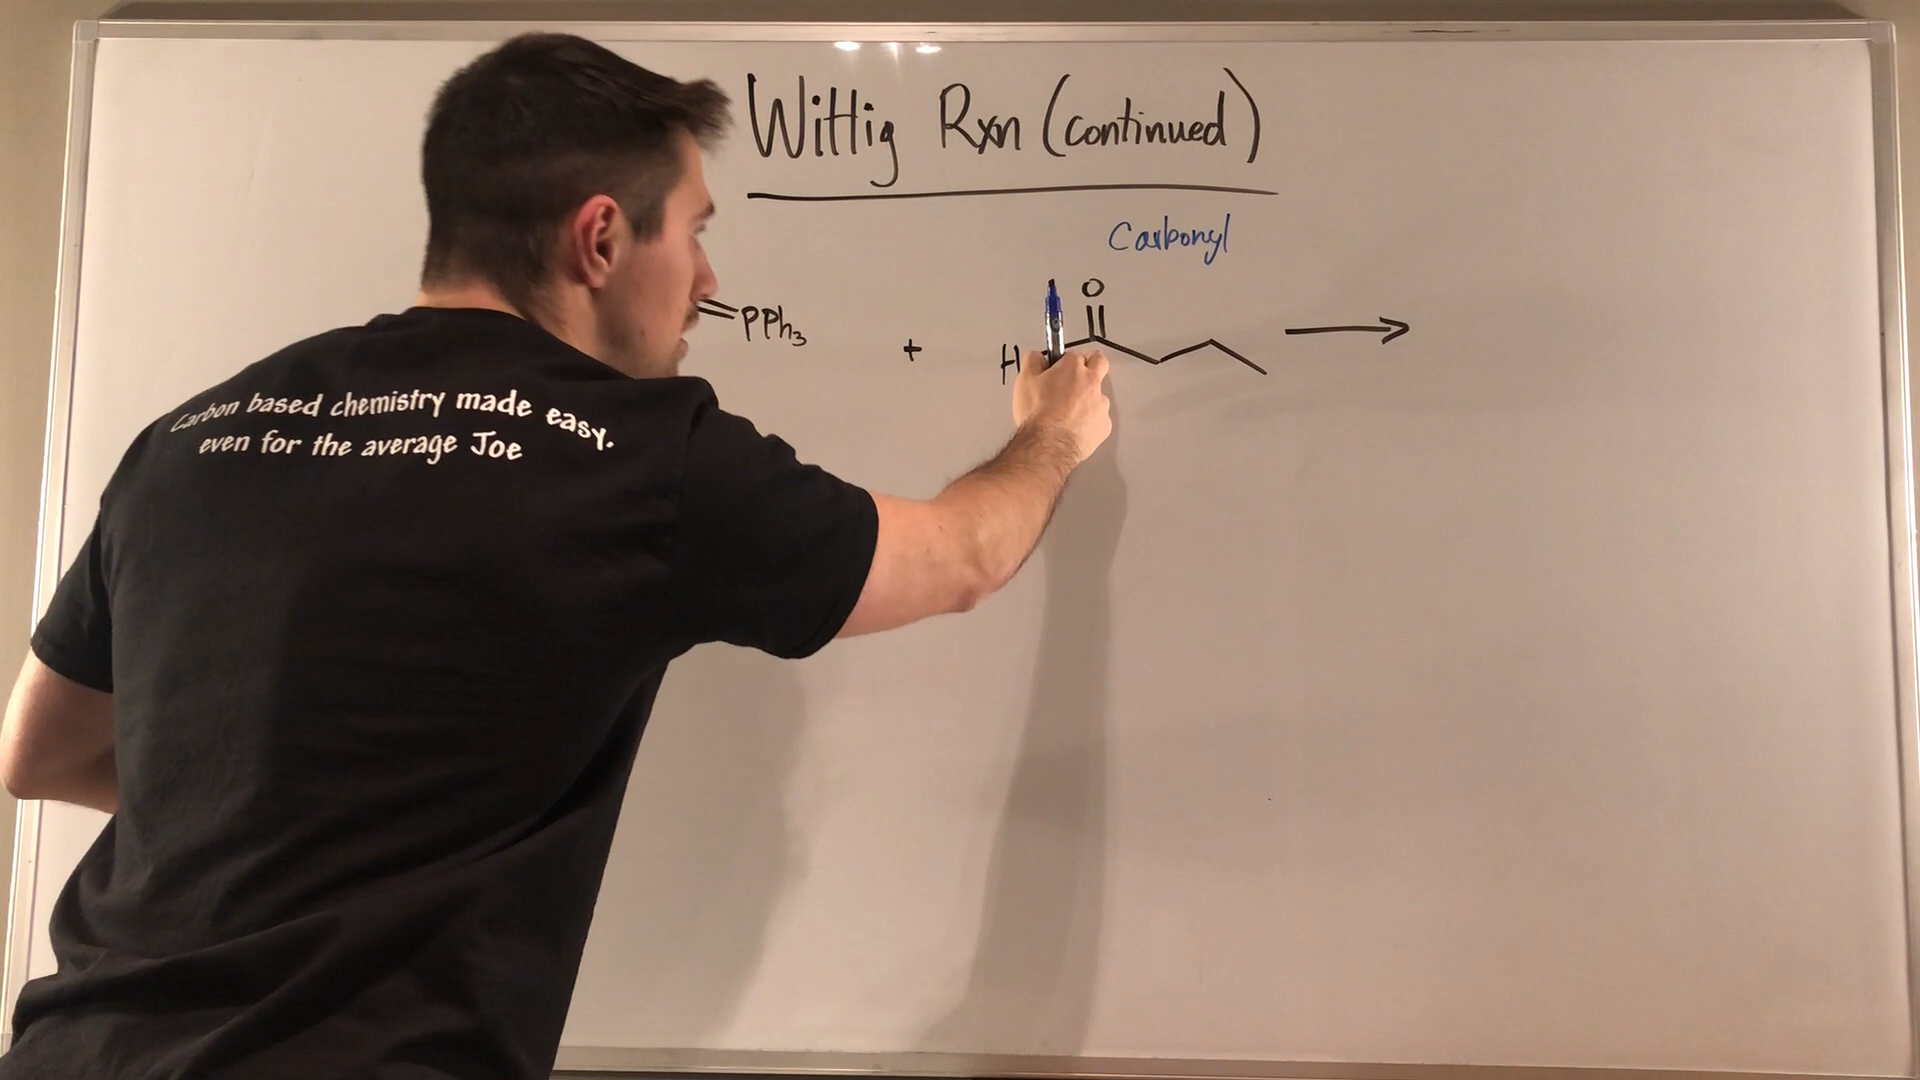 Wittig Rxn (continued)
Carbonyl
=PPh₃ + H O
Carbon based chemistry made easy.
even for the average Joe